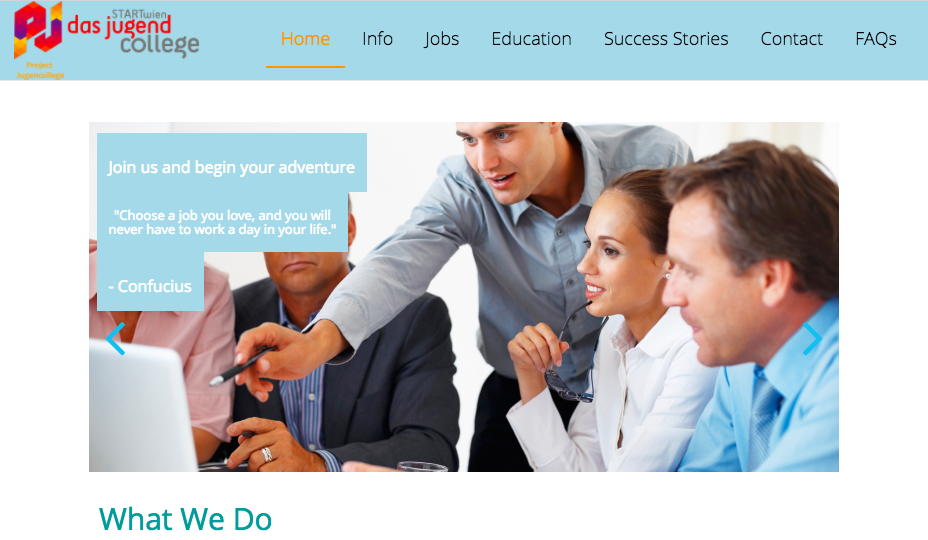 STARTwien
das jugend
college
Project
Jugencollege
Home
Info
Jobs
Education
Success Stories
Contact
FAQs
Join us and begin your adventure
"Choose a job you love, and you will
never have to work a day in your life."
- Confucius
What We Do